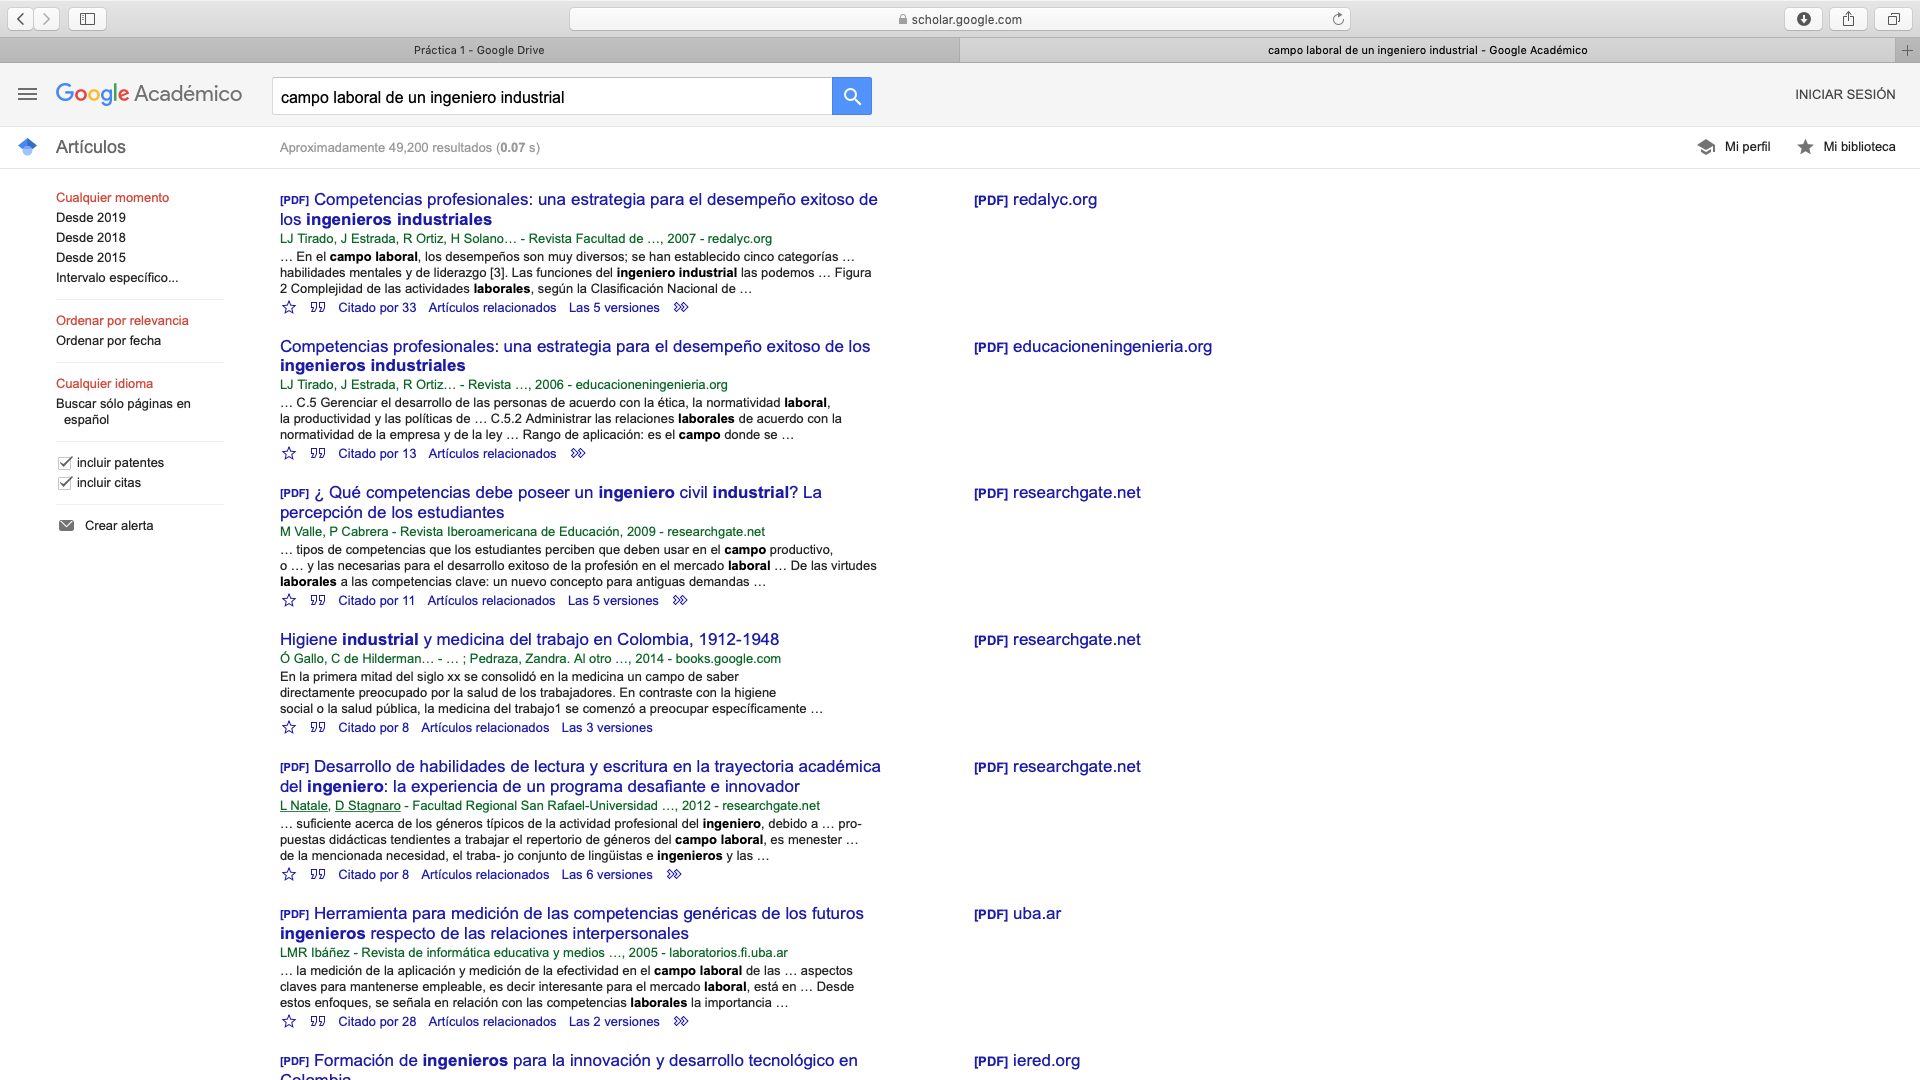 scholar.google.com
Práctica 1 - Google Drive
campo laboral de un ingeniero industrial - Google Académico
Google Académico
campo laboral de un ingeniero industrial
INICIAR SESIÓN
Artículos
Aproximadamente 49,200 resultados (0.07 s)
Mi perfil
Mi biblioteca
Cualquier momento
Desde 2019
Desde 2018
Desde 2015
Intervalo específico...
Ordenar por relevancia
Ordenar por fecha
Cualquier idioma
Buscar sólo páginas en
español
incluir patentes
incluir citas
Crear alerta
[PDF] Competencias profesionales: una estrategia para el desempeño exitoso de
los ingenieros industriales
LJ Tirado, J Estrada, R Ortiz, H Solano… - Revista Facultad de …, 2007 - redalyc.org
… En el campo laboral, los desempeños son muy diversos; se han establecido cinco categorías …
habilidades mentales y de liderazgo [3]. Las funciones del ingeniero industrial las podemos … Figura
2 Complejidad de las actividades laborales, según la Clasificación Nacional de …
Citado por 33 Artículos relacionados Las 5 versiones
[PDF] redalyc.org
Competencias profesionales: una estrategia para el desempeño exitoso de los
ingenieros industriales
LJ Tirado, J Estrada, R Ortiz… - Revista …, 2006 - educacioneningenieria.org
… C.5 Gerenciar el desarrollo de las personas de acuerdo con la ética, la normatividad laboral,
la productividad y las políticas de … C.5.2 Administrar las relaciones laborales de acuerdo con la
normatividad de la empresa y de la ley … Rango de aplicación: es el campo donde se …
Citado por 13 Artículos relacionados
[PDF] educacioneningenieria.org
[PDF] ¿ Qué competencias debe poseer un ingeniero civil industrial? La
percepción de los estudiantes
M Valle, P Cabrera - Revista Iberoamericana de Educación, 2009 - researchgate.net
… tipos de competencias que los estudiantes perciben que deben usar en el campo productivo,
o … y las necesarias para el desarrollo exitoso de la profesión en el mercado laboral … De las virtudes
laborales a las competencias clave: un nuevo concepto para antiguas demandas …
Citado por 11 Artículos relacionados Las 5 versiones
[PDF] researchgate.net
Higiene industrial y medicina del trabajo en Colombia, 1912-1948
Ó Gallo, C de Hilderman… - … ; Pedraza, Zandra. Al otro …, 2014 - books.google.com
En la primera mitad del siglo xx se consolidó en la medicina un campo de saber
directamente preocupado por la salud de los trabajadores. En contraste con la higiene
social o la salud pública, la medicina del trabajo1 se comenzó a preocupar específicamente …
Citado por 8 Artículos relacionados Las 3 versiones
[PDF] researchgate.net
[PDF] Desarrollo de habilidades de lectura y escritura en la trayectoria académica
del ingeniero: la experiencia de un programa desafiante e innovador
L Natale, D Stagnaro - Facultad Regional San Rafael-Universidad …, 2012 - researchgate.net
… suficiente acerca de los géneros típicos de la actividad profesional del ingeniero, debido a … pro-
puestas didácticas tendientes a trabajar el repertorio de géneros del campo laboral, es menester …
de la mencionada necesidad, el traba- jo conjunto de lingüistas e ingenieros y las …
Citado por 8 Artículos relacionados Las 6 versiones
[PDF] researchgate.net
[PDF] Herramienta para medición de las competencias genéricas de los futuros
ingenieros respecto de las relaciones interpersonales
LMR Ibáñez - Revista de informática educativa y medios …, 2005 - laboratorios.fi.uba.ar
… la medición de la aplicación y medición de la efectividad en el campo laboral de las … aspectos
claves para mantenerse empleable, es decir interesante para el mercado laboral, está en … Desde
estos enfoques, se señala en relación con las competencias laborales la importancia …
Citado por 28 Artículos relacionados Las 2 versiones
[PDF] uba.ar
[PDF] Formación de ingenieros para la innovación y desarrollo tecnológico en
Colombia
[PDF] iered.org